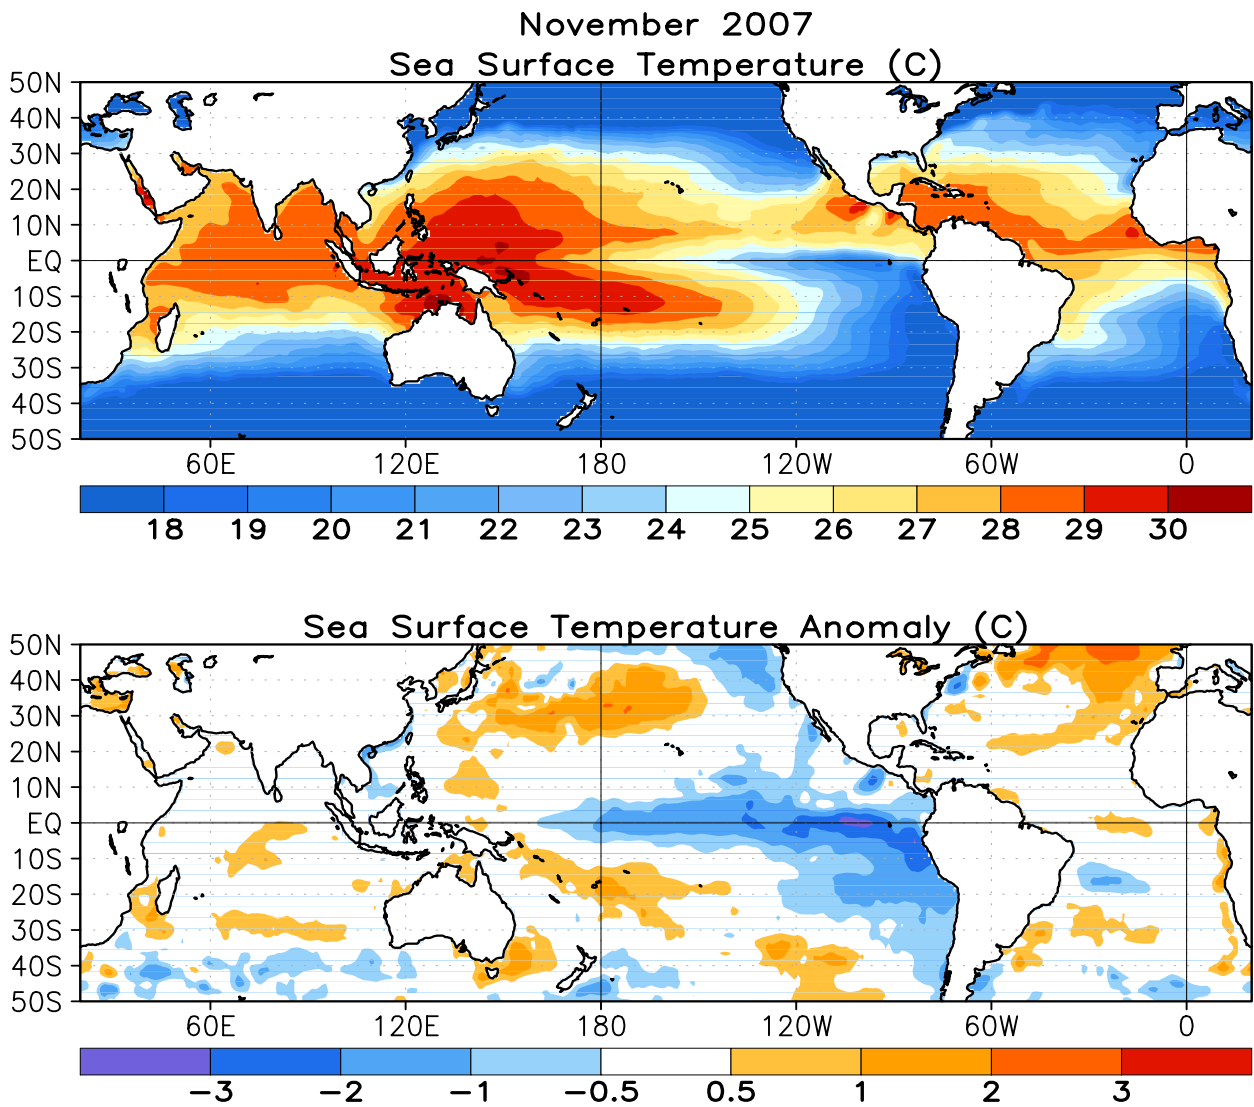 November 2007
Sea Surface Temperature (C)
50N
40N
30N
20N
10N
EQ
10S
20S
30S
40S
50S
60E 120E 180 120W 60W 0
18 19 20 21 22 23 24 25 26 27 28 29 30
Sea Surface Temperature Anomaly (C)
50N
40N
30N
20N
10N
EQ
10S
20S
30S
40S
50S
60E 120E 180 120W 60W 0
−3 −2 −1 −0.5 0.5 1 2 3